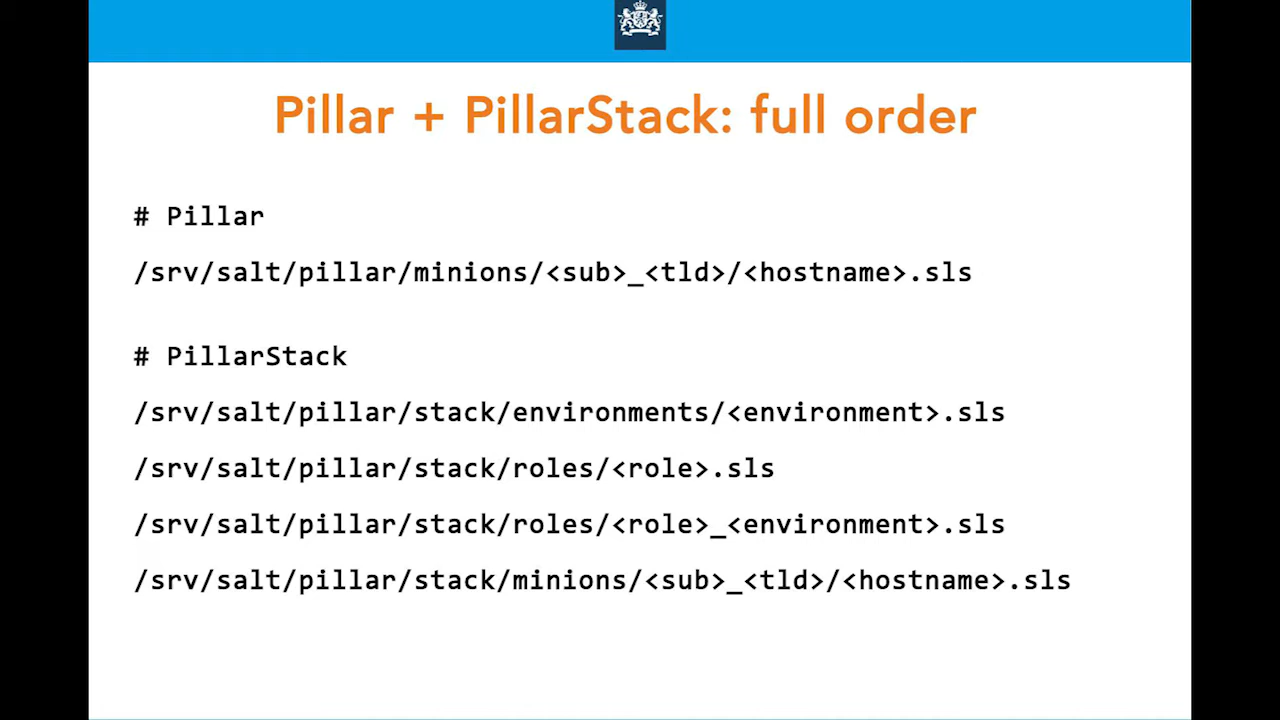 Pillar + PillarStack: full order
# Pillar
/srv/salt/pillar/minions/<sub>_<tld>/<hostname>.sls
# PillarStack
/srv/salt/pillar/stack/environments/<environment>.sls
/srv/salt/pillar/stack/roles/<role>.sls
/srv/salt/pillar/stack/roles/<role>_<environment>.sls
/srv/salt/pillar/stack/minions/<sub>_<tld>/<hostname>.sls